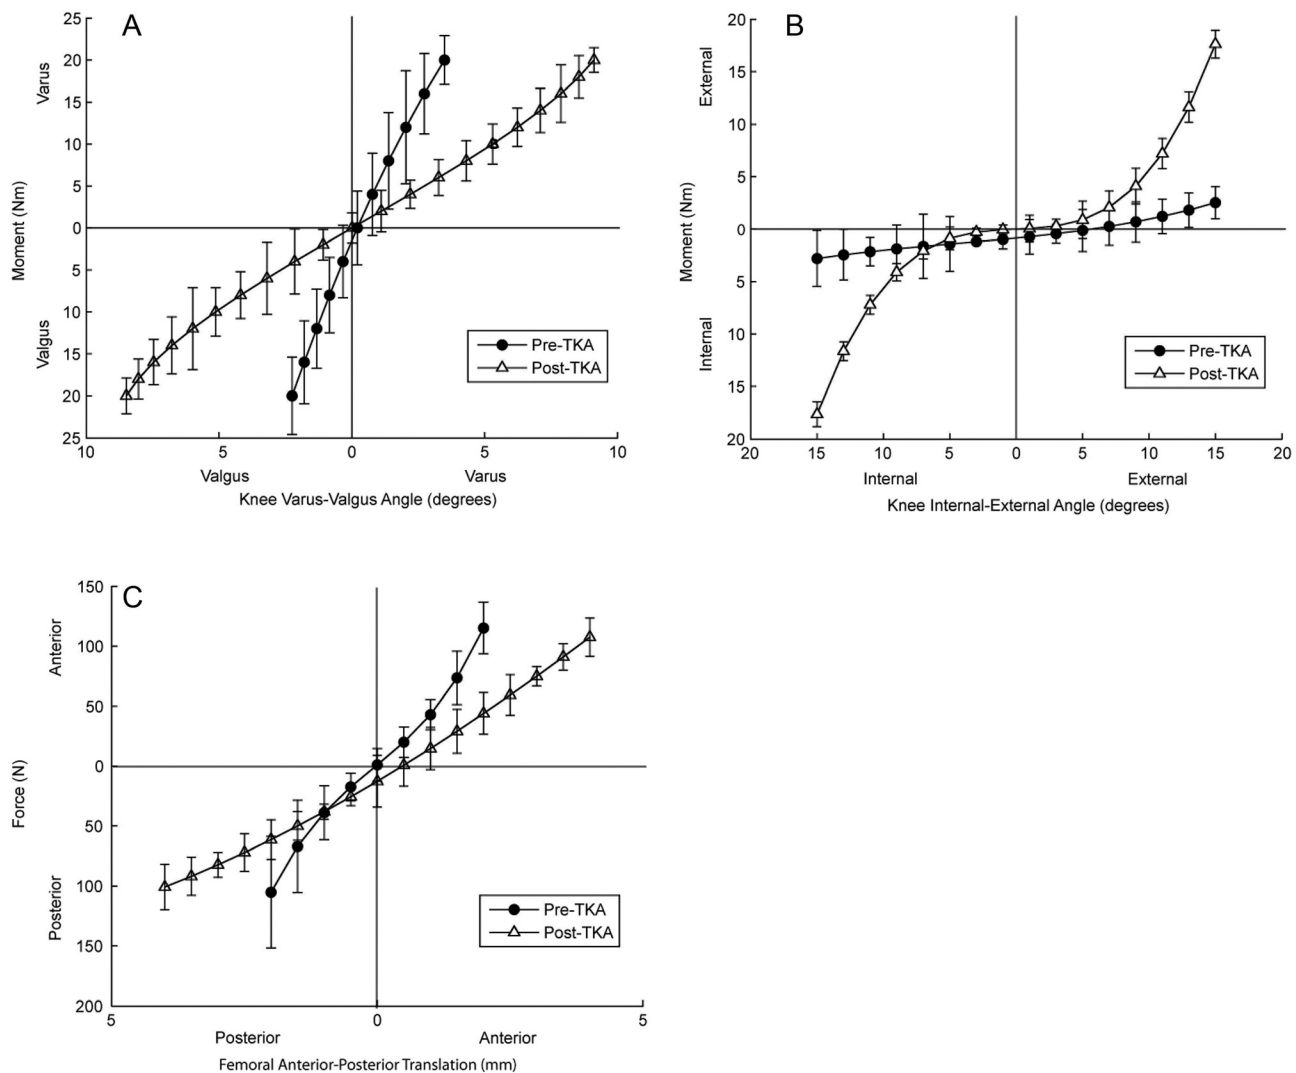 A
25
20
15
10
5
0
5
10
15
20
25
Varus
Moment (Nm)
Valgus
10
5
0
5
10
Valgus
Varus
Knee Varus-Valgus Angle (degrees)
Pre-TKA
Post-TKA
B
20
15
10
5
0
5
10
15
20
External
Moment (Nm)
Internal
20
15
10
5
0
5
10
15
20
Internal
External
Knee Internal-External Angle (degrees)
Pre-TKA
Post-TKA
C
150
100
50
0
50
100
150
200
Anterior
Force (N)
Posterior
5
0
5
Posterior
Anterior
Femoral Anterior-Posterior Translation (mm)
Pre-TKA
Post-TKA